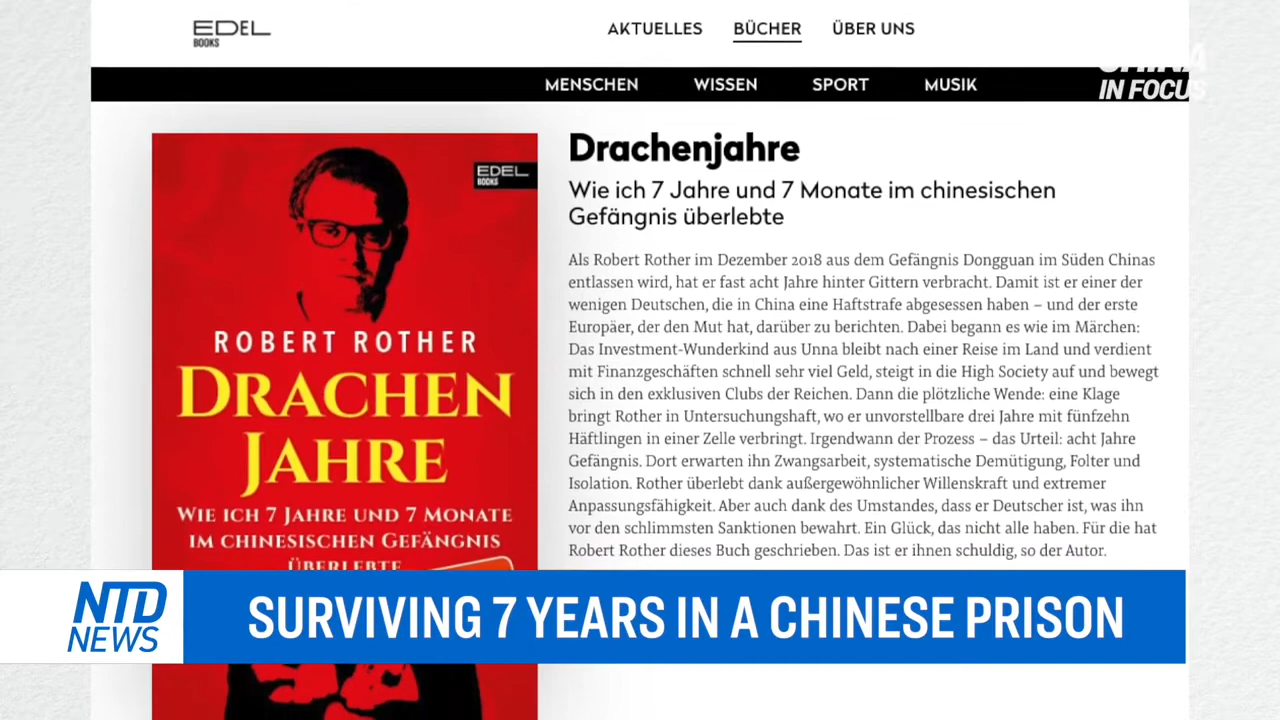 EDEL
BOOKS
AKTUELLES BÜCHER ÜBER UNS
CHINA
IN FOCUS
MENSCHEN WISSEN SPORT MUSIK
EDEL
BOOKS
ROBERT ROTHER
DRACHEN
JAHRE
WIE ICH 7 JAHRE UND 7 MONATE
IM CHINESISCHEN GEFÄNGNIS
ÜBERLEBTE
Drachenjahre
Wie ich 7 Jahre und 7 Monate im chinesischen
Gefängnis überlebte
Als Robert Rother im Dezember 2018 aus dem Gefängnis Dongguan im Süden Chinas
entlassen wird, hat er fast acht Jahre hinter Gittern verbracht. Damit ist er einer der
wenigen Deutschen, die in China eine Haftstrafe abgesessen haben – und der erste
Europäer, der den Mut hat, darüber zu berichten. Dabei begann es wie im Märchen:
Das Investment-Wunderkind aus Unna bleibt nach einer Reise im Land und verdient
mit Finanzgeschäften schnell sehr viel Geld, steigt in die High Society auf und bewegt
sich in den exklusiven Clubs der Reichen. Dann die plötzliche Wende: eine Klage
bringt Rother in Untersuchungshaft, wo er unvorstellbare drei Jahre mit fünfzehn
Häftlingen in einer Zelle verbringt. Irgendwann der Prozess – das Urteil: acht Jahre
Gefängnis. Dort erwarten ihn Zwangsarbeit, systematische Demütigung, Folter und
Isolation. Rother überlebt dank außergewöhnlicher Willenskraft und extremer
Anpassungsfähigkeit. Aber auch dank des Umstandes, dass er Deutscher ist, was ihn
vor den schlimmsten Sanktionen bewahrt. Ein Glück, das nicht alle haben. Für die hat
Robert Rother dieses Buch geschrieben. Das ist er ihnen schuldig, so der Autor.
NTD
NEWS
SURVIVING 7 YEARS IN A CHINESE PRISON